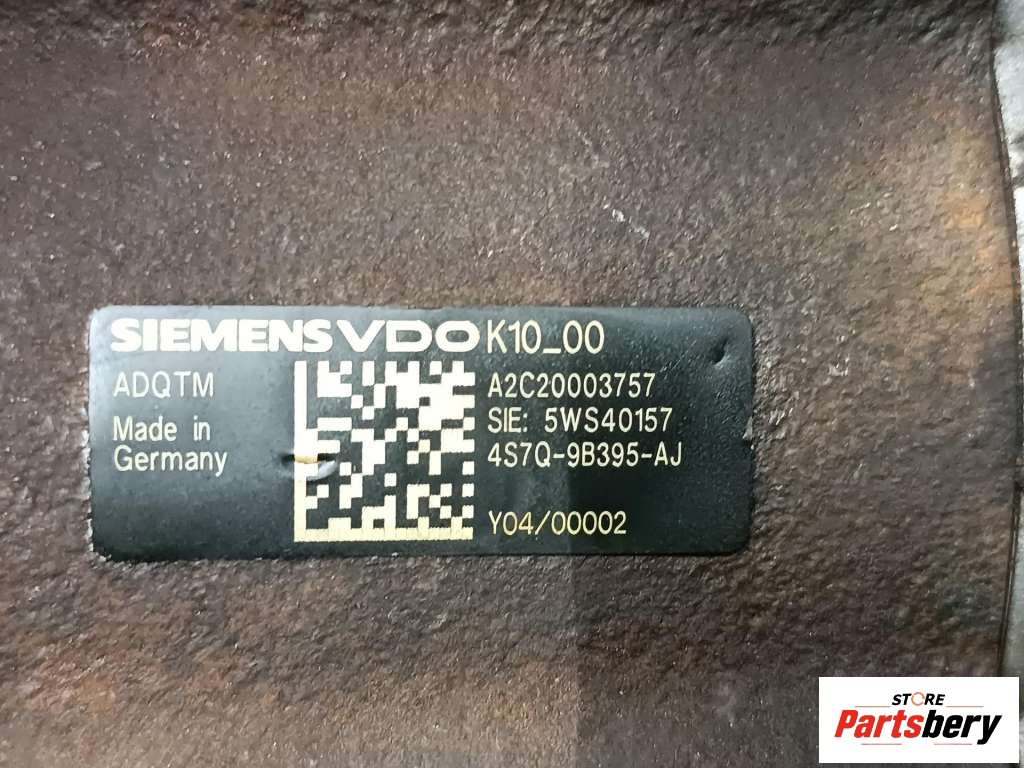 SIEMENS VDO K10_00
ADQTM
Made in
Germany
A2C20003757
SIE: 5WS40157
4S7Q-9B395-AJ
Y04/00002
STORE
Partsbery